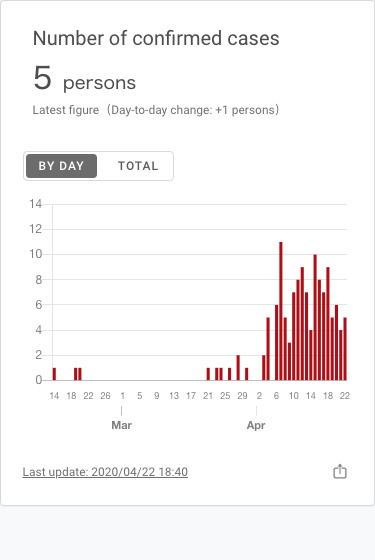 Number of confirmed cases
5 persons
Latest figure（Day-to-day change: +1 persons）
BY DAY TOTAL
14
12
10
8
6
4
2
0
14 18 22 26 1 5 9 13 17 21 25 29 2 6 10 14 18 22
Mar Apr
Last update: 2020/04/22 18:40